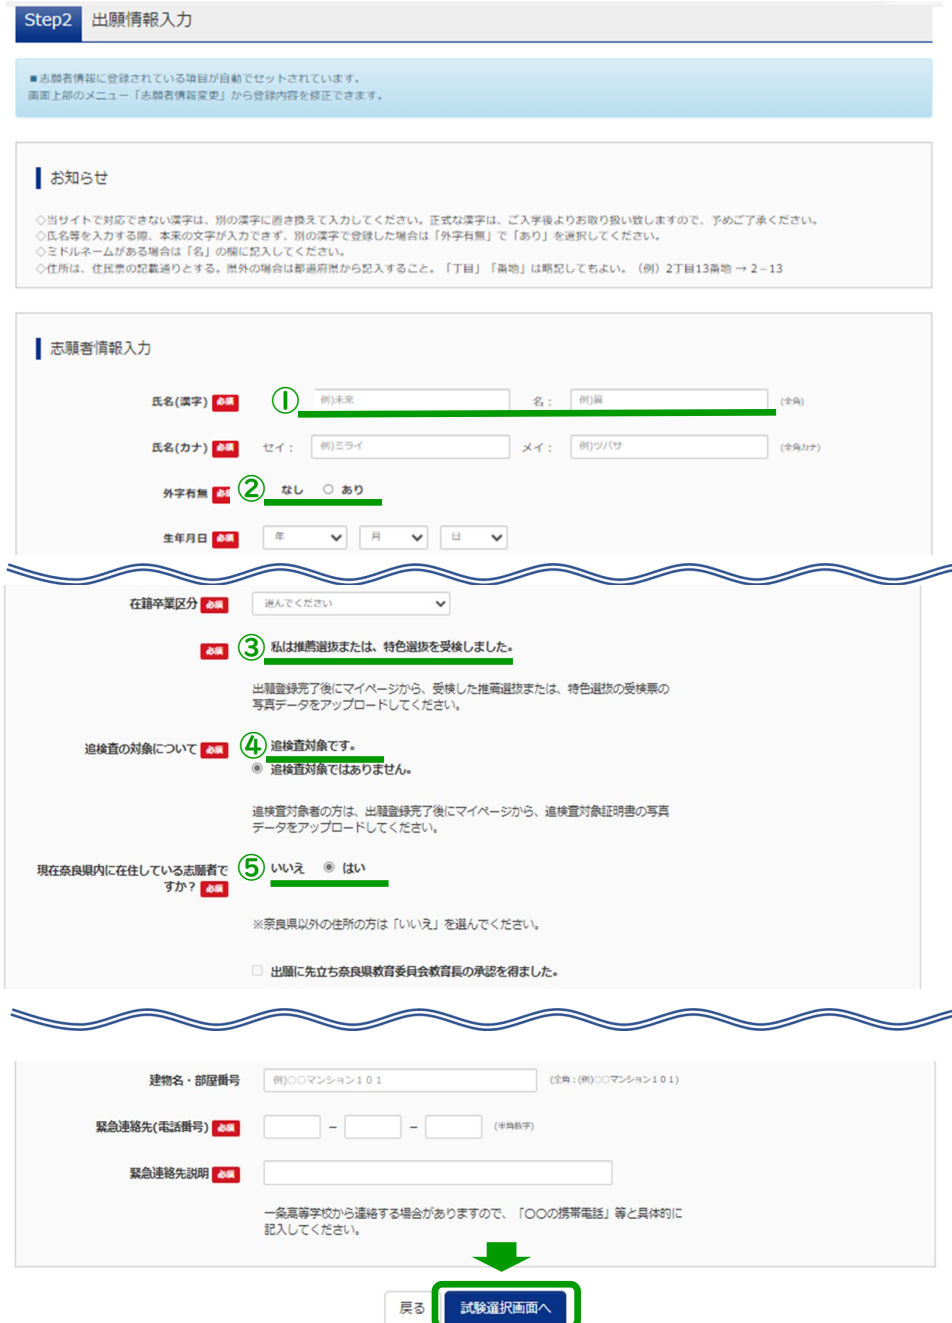 Step2 出願情報入力
■志願者情報に登録されている項目が自動でセットされています。
画面上部のメニュー「志願者情報変更」から登録内容を修正できます。
お知らせ
◇当サイトで対応できない漢字は、別の漢字に置き換えて入力してください。正式な漢字は、ご入学後よりお取り扱い致しますので、予めご了承ください。
◇氏名等を入力する際、本来の文字が入力できず、別の漢字で登録した場合は「外字有無」で「あり」を選択してください。
◇ミドルネームがある場合は「名」の欄に記入してください。
◇住所は、住民票の記載通りとする。県外の場合は都道府県から記入すること。「丁目」「番地」は略記してもよい。（例）2丁目13番地 → 2－13
志願者情報入力
氏名(漢字) 必須 ① 例)未来 名： 例)翼 (全角)
氏名(カナ) 必須 セイ： 例)ミライ メイ： 例)ツバサ (全角カナ)
外字有無 必須 ② なし あり
生年月日 必須 年 月 日
在籍卒業区分 必須 選んでください
必須 ③ 私は推薦選抜または、特色選抜を受検しました。
出願登録完了後にマイページから、受検した推薦選抜または、特色選抜の受検票の
写真データをアップロードしてください。
追検査の対象について 必須 ④ 追検査対象です。
追検査対象ではありません。
追検査対象者の方は、出願登録完了後にマイページから、追検査対象証明書の写真
データをアップロードしてください。
現在奈良県内に在住している志願者で
すか？ 必須 ⑤ いいえ はい
※奈良県以外の住所の方は「いいえ」を選んでください。
出願に先立ち奈良県教育委員会教育長の承認を得ました。
建物名・部屋番号 例)○○マンション１０１ (全角：(例)○○マンション１０１)
緊急連絡先(電話番号) 必須 － － (半角数字)
緊急連絡先説明 必須
一条高等学校から連絡する場合がありますので、「○○の携帯電話」等と具体的に
記入してください。
戻る 試験選択画面へ